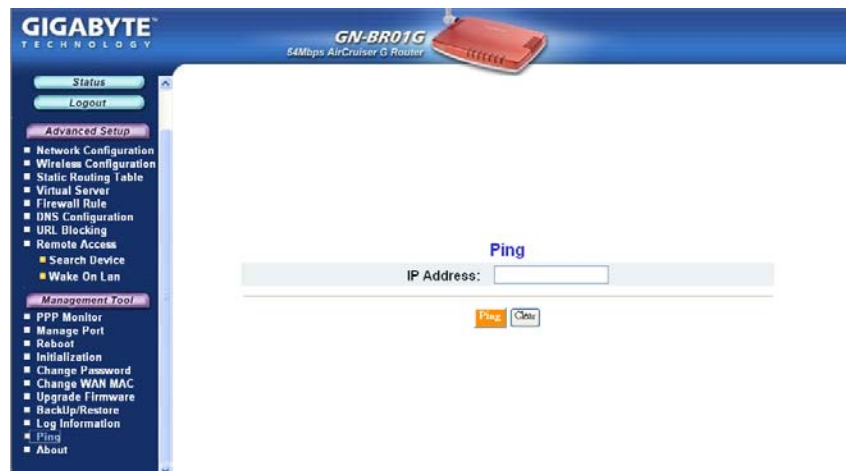 GIGABYTE™
TECHNOLOGY
GN-BR01G
54Mbps AirCruiser G Router
Status
Logout
Advanced Setup
Network Configuration
Wireless Configuration
Static Routing Table
Virtual Server
Firewall Rule
DNS Configuration
URL Blocking
Remote Access
Search Device
Wake On Lan
Management Tool
PPP Monitor
Manage Port
Reboot
Initialization
Change Password
Change WAN MAC
Upgrade Firmware
BackUp/Restore
Log Information
Ping
About
Ping
IP Address:
Ping Clear